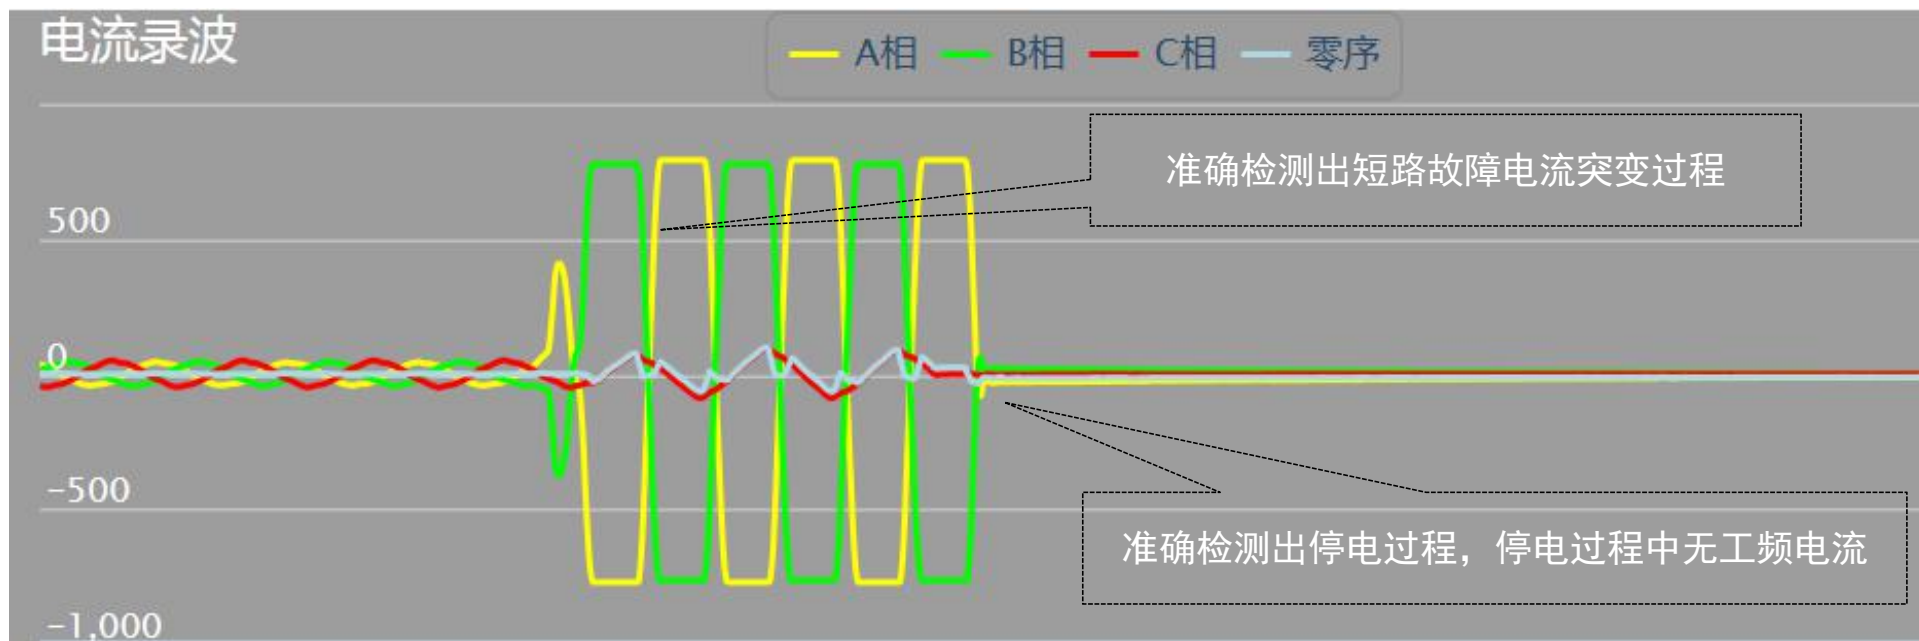 电流录波
A相 B相 C相 零序
准确检测出短路故障电流突变过程
500
0
-500
准确检测出停电过程，停电过程中无工频电流
-1,000